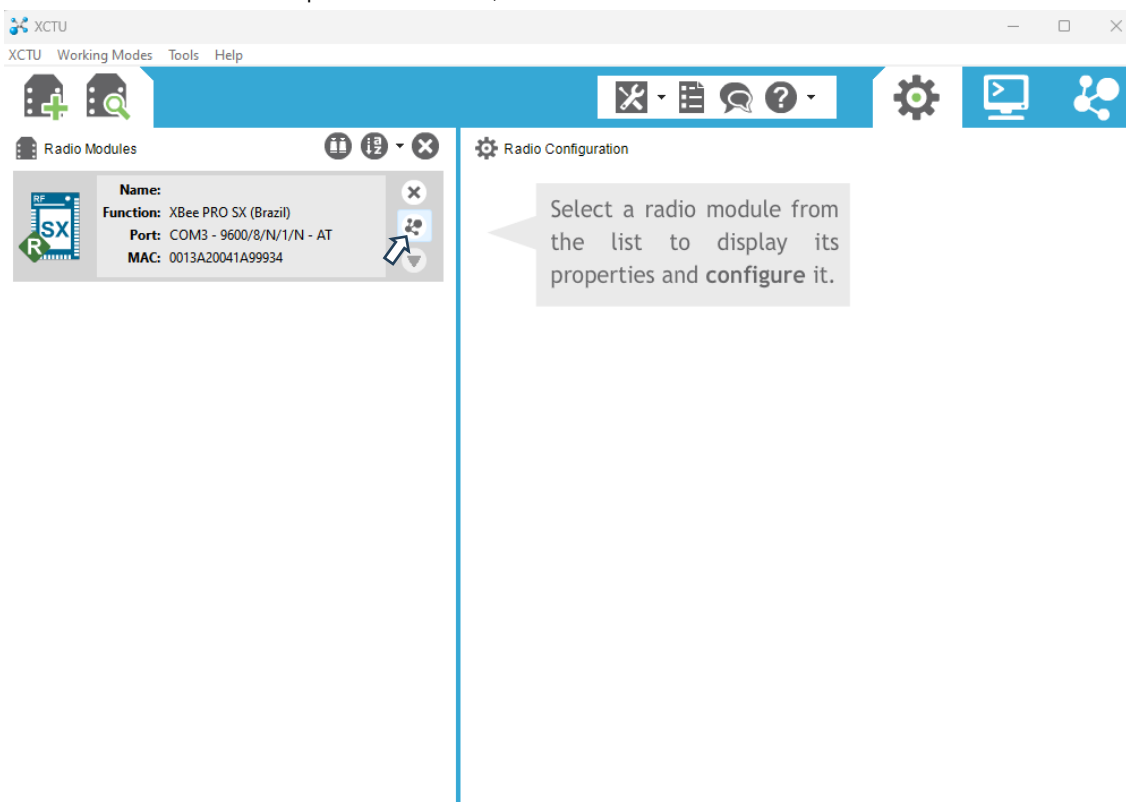 XCTU
XCTU Working Modes Tools Help
Radio Modules
Radio Configuration
Name:
Function: XBee PRO SX (Brazil)
Port: COM3 - 9600/8/N/1/N - AT
MAC: 0013A20041A99934
RF
SX
R
Select a radio module from
the list to display its
properties and configure it.